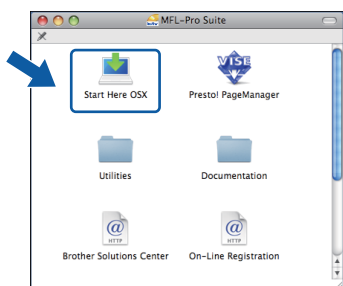 MFL-Pro Suite
VISE
Start Here OSX
Presto! PageManager
Utilities
Documentation
@
HTTP
@
HTTP
Brother Solutions Center
On-Line Registration